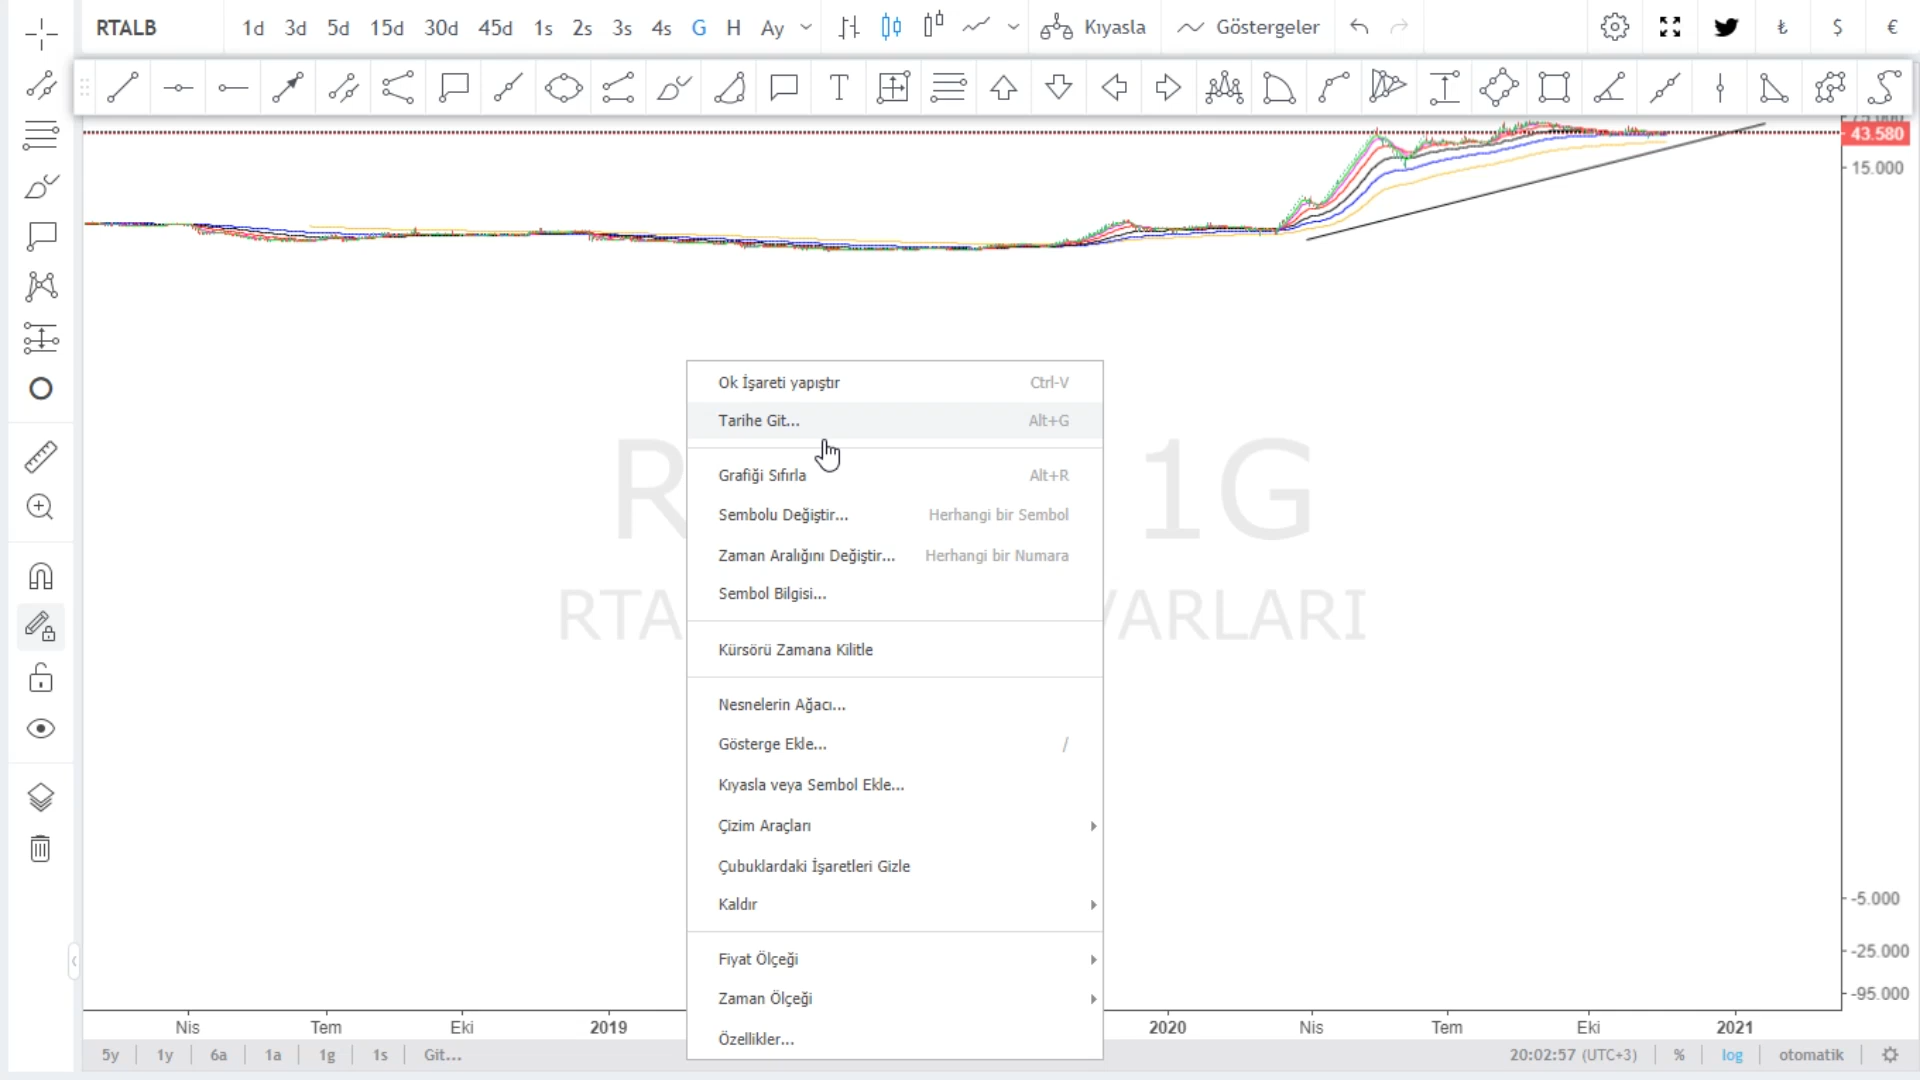 RTALB 1d 3d 5d 15d 30d 45d 1s 2s 3s 4s G H Ay Kıyasla Göstergeler ₺ $ €
T
43.580
15.000
Ok İşareti yapıştır Ctrl-V
Tarihe Git... Alt+G
Grafiği Sıfırla Alt+R
Sembolu Değiştir... Herhangi bir Sembol
Zaman Aralığını Değiştir... Herhangi bir Numara
Sembol Bilgisi...
Kürsörü Zamana Kilitle
Nesnelerin Ağacı...
Gösterge Ekle... /
Kıyasla veya Sembol Ekle...
Çizim Araçları
Çubuklardaki İşaretleri Gizle
Kaldır
Fiyat Ölçeği
Zaman Ölçeği
Özellikler...
R 1G
RTA VARLARI
-5.000
-25.000
-95.000
Nis Tem Eki 2019 2020 Nis Tem Eki 2021
5y 1y 6a 1a 1g 1s Git... 20:02:57 (UTC+3) % log otomatik